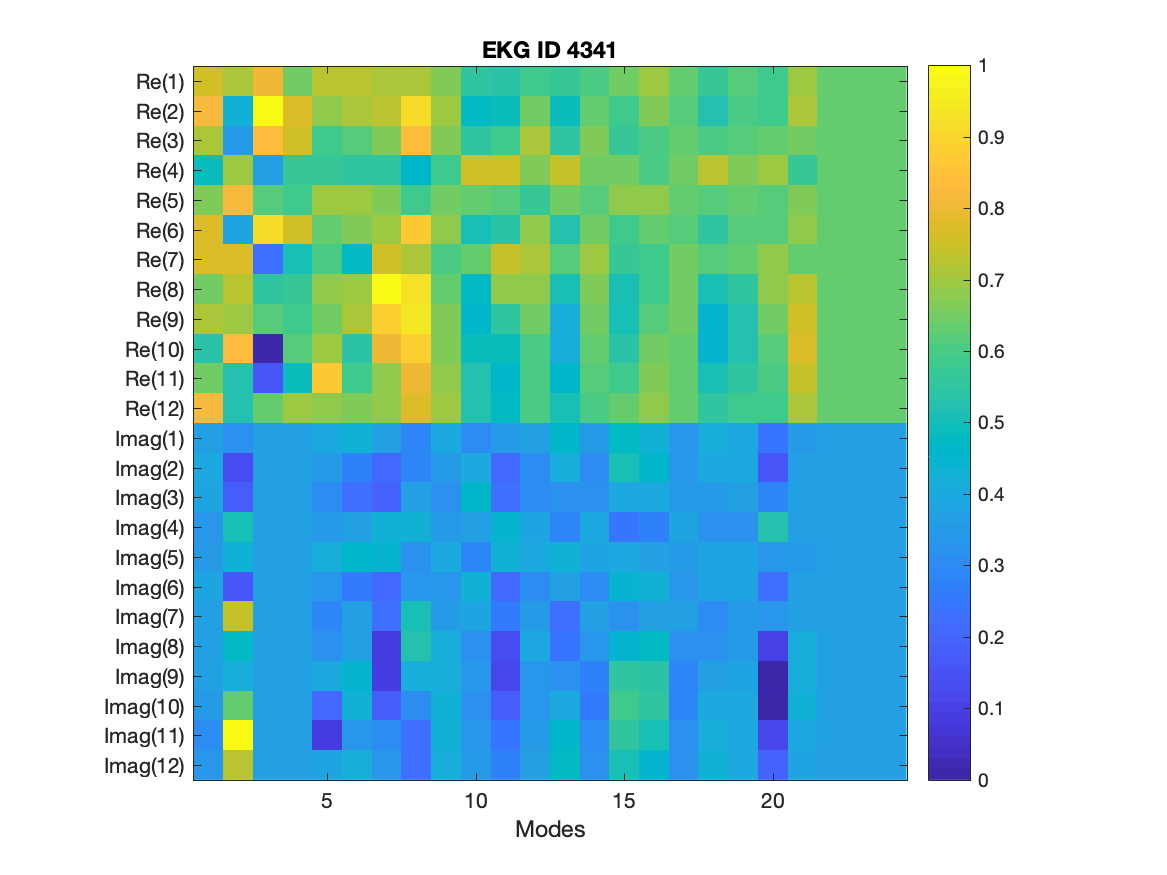 EKG ID 4341
Re(1)
Re(2)
Re(3)
Re(4)
Re(5)
Re(6)
Re(7)
Re(8)
Re(9)
Re(10)
Re(11)
Re(12)
Imag(1)
Imag(2)
Imag(3)
Imag(4)
Imag(5)
Imag(6)
Imag(7)
Imag(8)
Imag(9)
Imag(10)
Imag(11)
Imag(12)
5 10 15 20
Modes
1
0.9
0.8
0.7
0.6
0.5
0.4
0.3
0.2
0.1
0